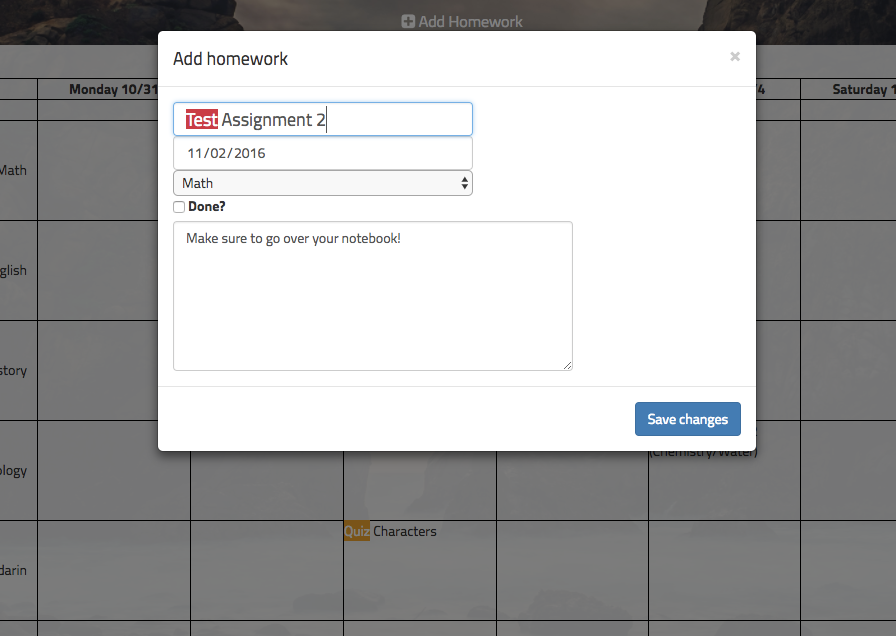 Add Homework
Add homework
×
Monday 10/31
/4
Saturday 1
Test Assignment 2
11/02/2016
Math
Done?
Make sure to go over your notebook!
Save changes
Math
glish
story
ology
(Chemistry/Water)
Quiz Characters
darin